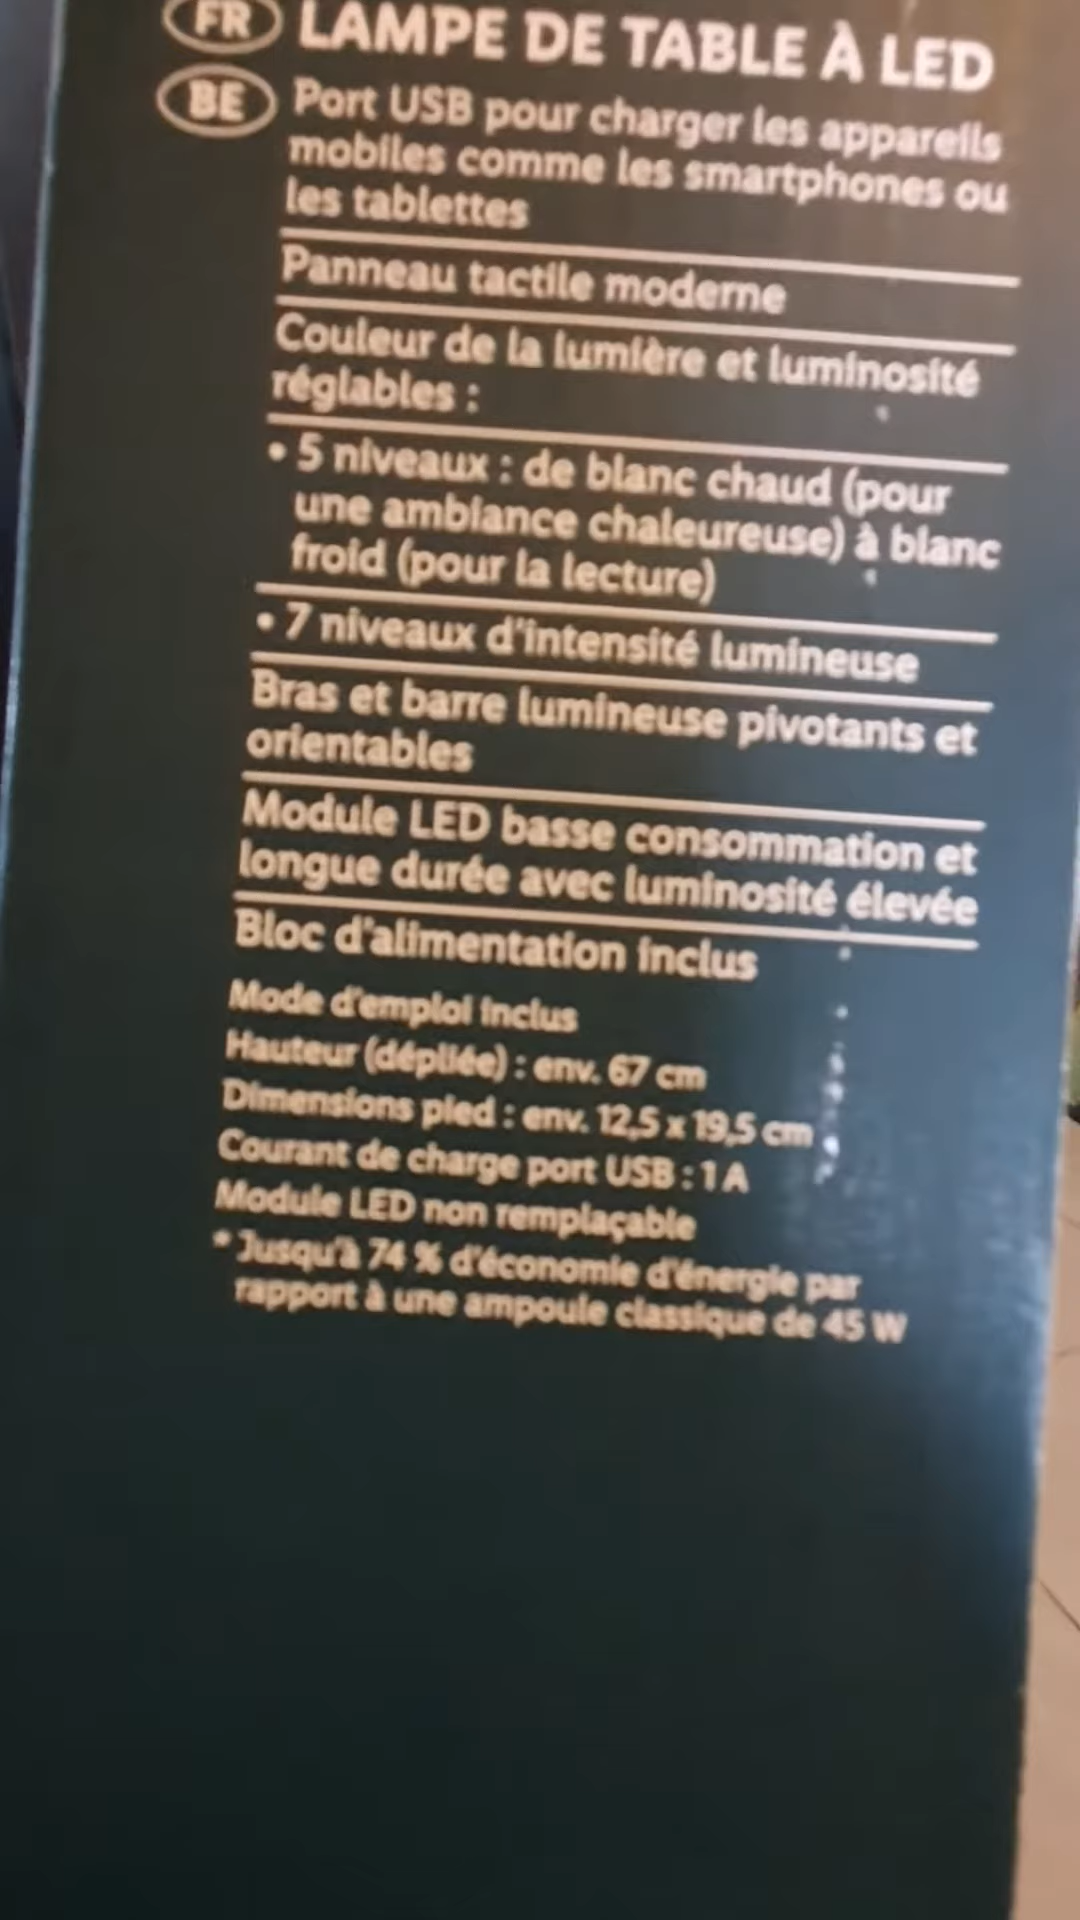 FR LAMPE DE TABLE À LED
BE Port USB pour charger les appareils
mobiles comme les smartphones ou
les tablettes
Panneau tactile moderne
Couleur de la lumière et luminosité
réglables :
• 5 niveaux : de blanc chaud (pour
une ambiance chaleureuse) à blanc
froid (pour la lecture)
• 7 niveaux d'intensité lumineuse
Bras et barre lumineuse pivotants et
orientables
Module LED basse consommation et
longue durée avec luminosité élevée
Bloc d'alimentation inclus
Mode d'emploi inclus
Hauteur (dépliée) : env. 67 cm
Dimensions pied : env. 12,5 x 19,5 cm
Courant de charge port USB : 1 A
Module LED non remplaçable
* Jusqu'à 74 % d'économie d'énergie par
rapport à une ampoule classique de 45 W